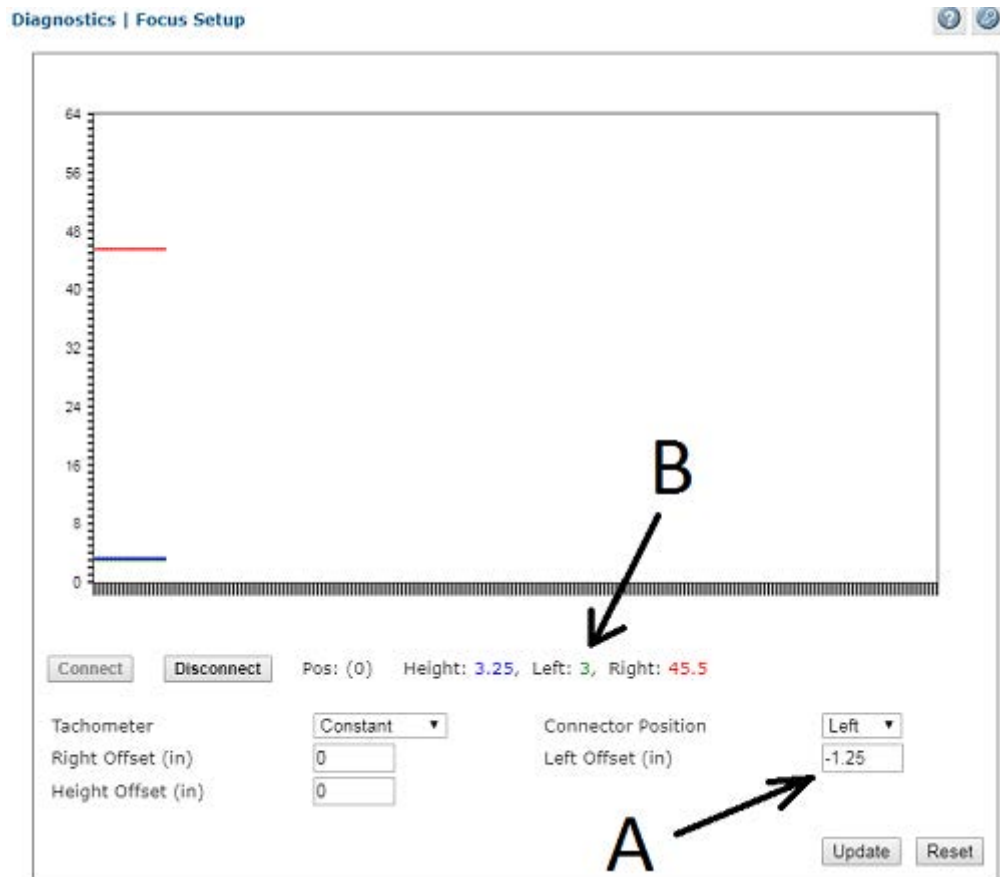 Diagnostics | Focus Setup
64
56
48
40
32
24
16
8
0
B
Connect Disconnect Pos: (0) Height: 3.25, Left: 3, Right: 45.5
Tachometer Constant Connector Position Left
Right Offset (in) 0 Left Offset (in) -1.25
Height Offset (in) 0
A
Update Reset